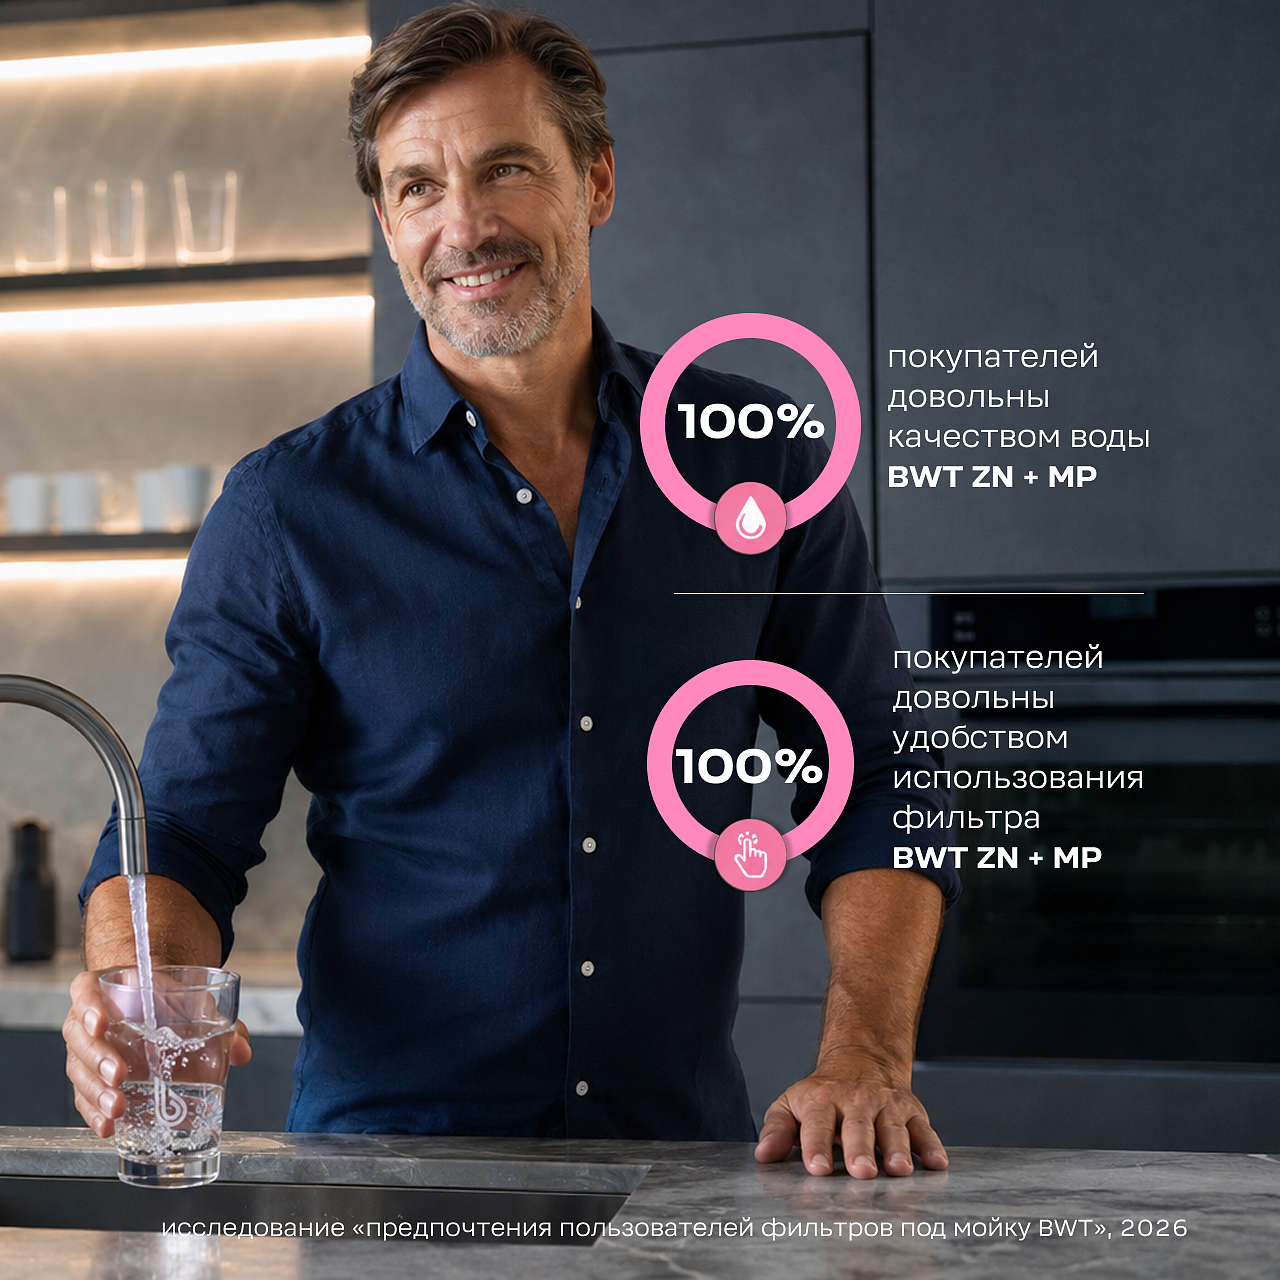 100%
покупателей
довольны
качеством воды
BWT ZN + MP
100%
покупателей
довольны
удобством
использования
фильтра
BWT ZN + MP
исследование «предпочтения пользователей фильтров под мойку BWT», 2026